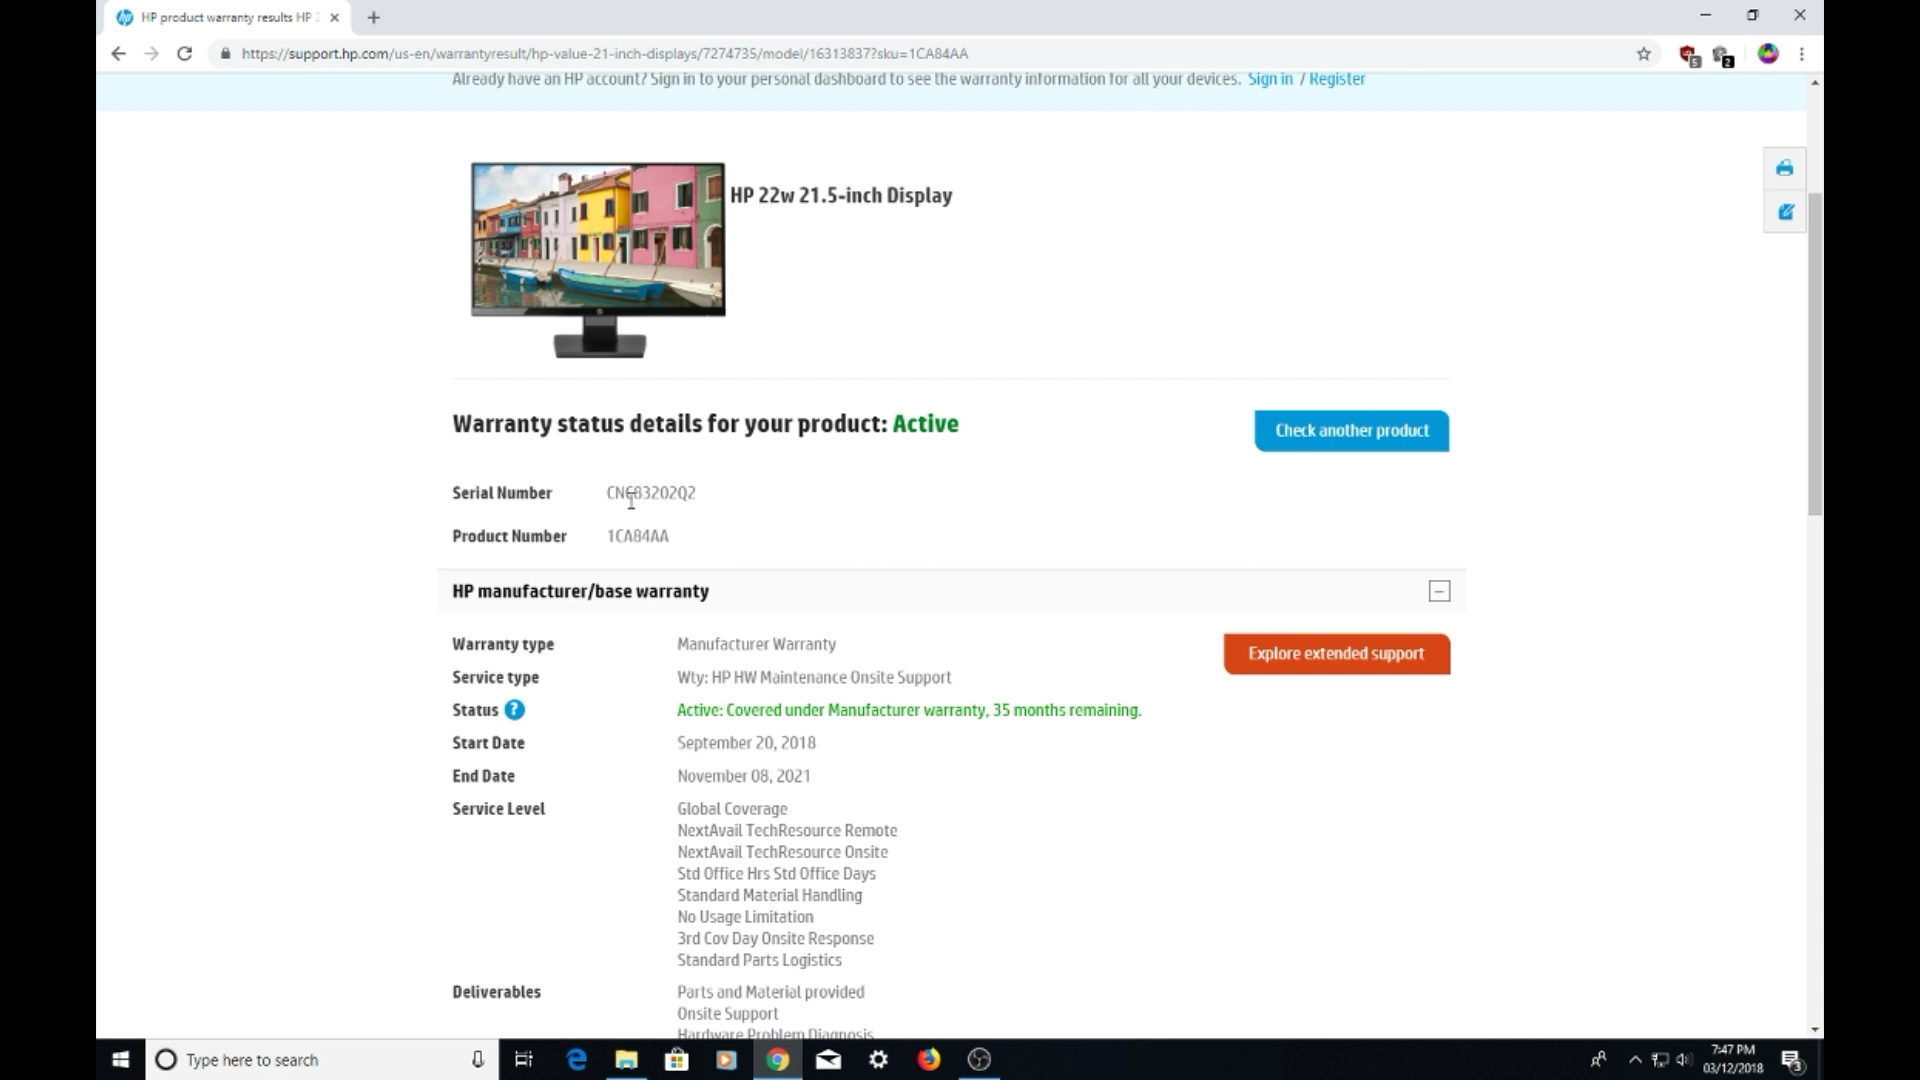 HP product warranty results HP
https://support.hp.com/us-en/warrantyresult/hp-value-21-inch-displays/7274735/model/16313837?sku=1CA84AA
5
2
Already have an HP account? Sign in to your personal dashboard to see the warranty information for all your devices. Sign in / Register
HP 22w 21.5-inch Display
Warranty status details for your product: Active
Check another product
Serial Number
Product Number 1CA84AA
HP manufacturer/base warranty
Warranty type Manufacturer Warranty
Explore extended support
Service type Wty: HP HW Maintenance Onsite Support
Status ? Active: Covered under Manufacturer warranty, 35 months remaining.
Start Date September 20, 2018
End Date November 08, 2021
Service Level Global Coverage
NextAvail TechResource Remote
NextAvail TechResource Onsite
Std Office Hrs Std Office Days
Standard Material Handling
No Usage Limitation
3rd Cov Day Onsite Response
Standard Parts Logistics
Deliverables Parts and Material provided
Onsite Support
Hardware Problem Diagnosis
Type here to search
7:47 PM
03/12/2018
3